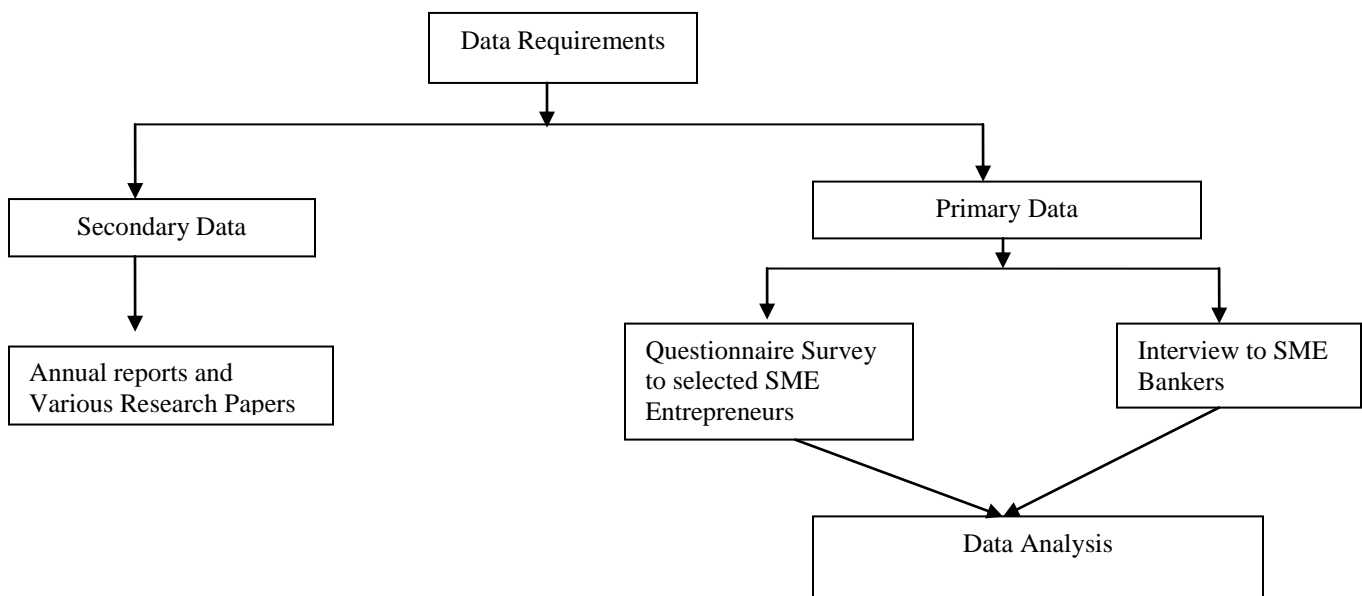 Data Requirements
Secondary Data
Primary Data
Annual reports and
Various Research Papers
Questionnaire Survey
to selected SME
Entrepreneurs
Interview to SME
Bankers
Data Analysis